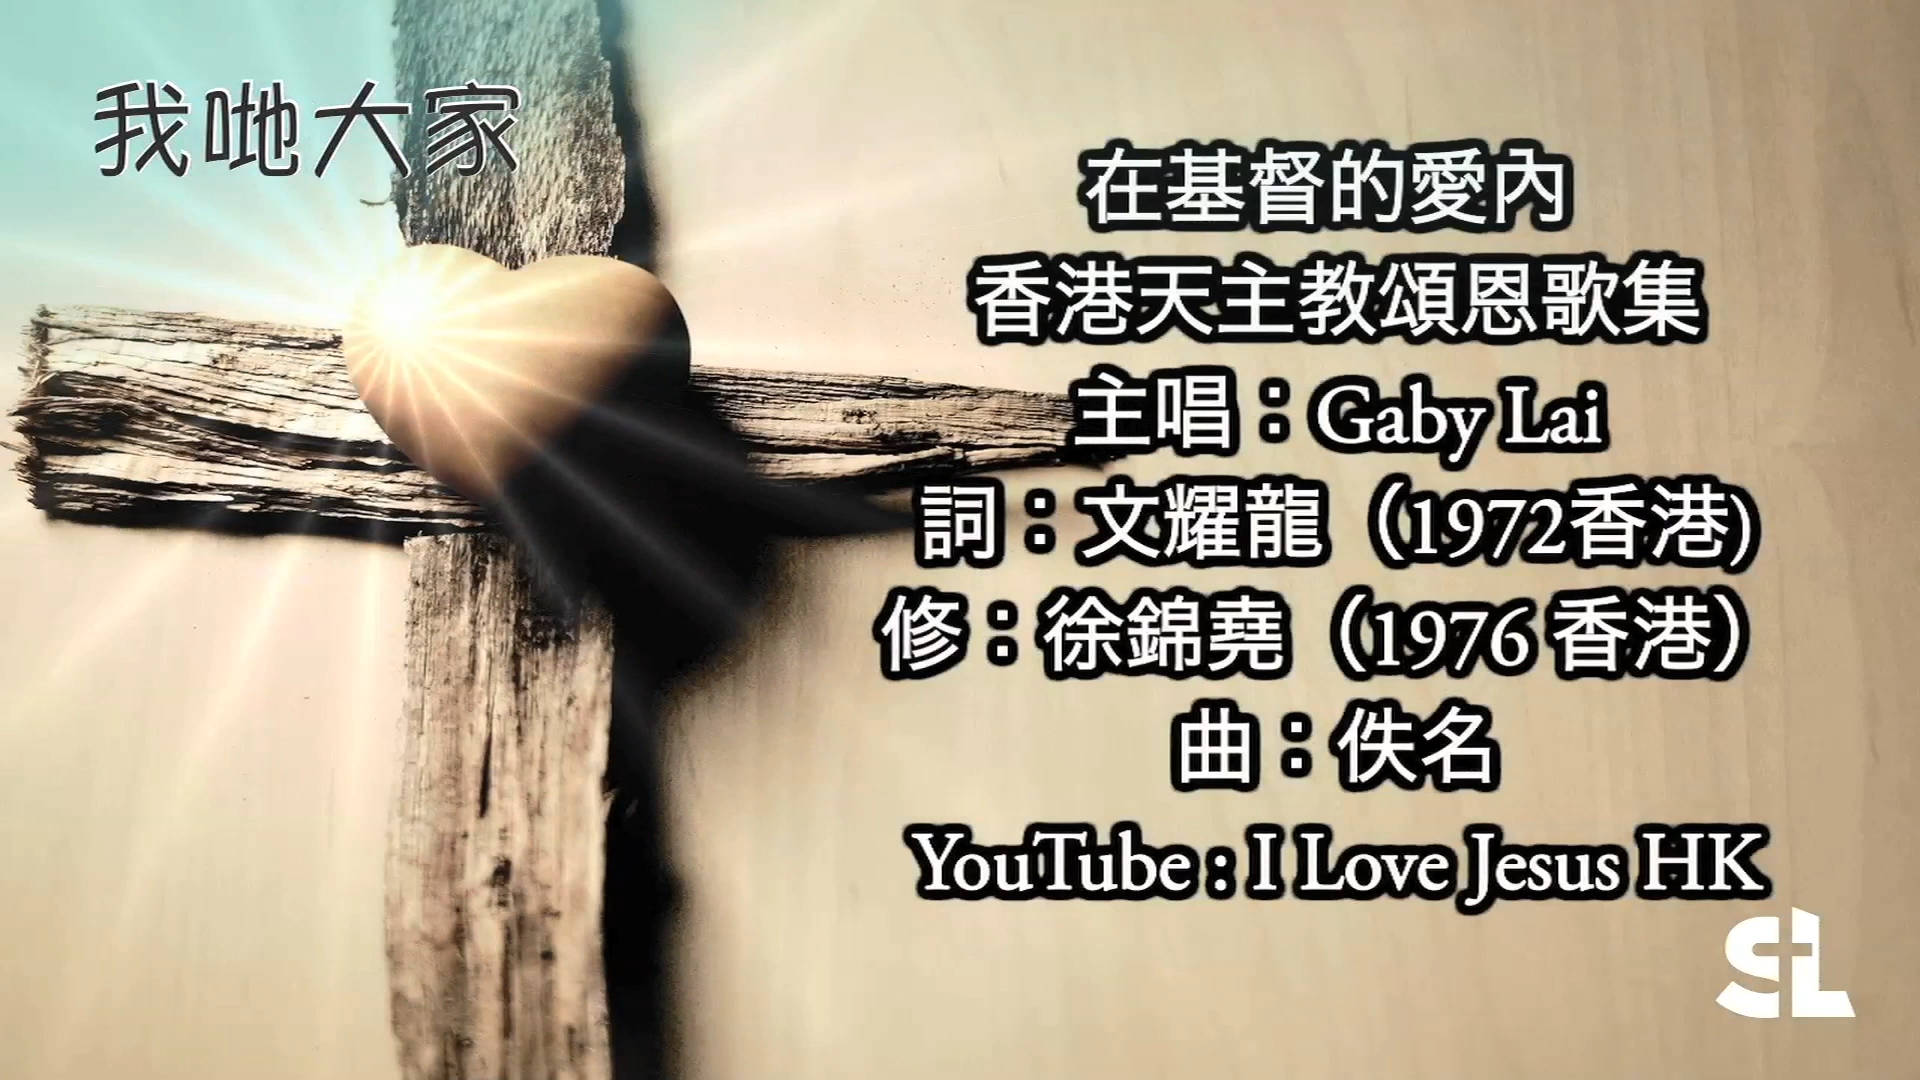 我哋大家
在基督的愛內
香港天主教頌恩歌集
主唱：Gaby Lai
詞：文耀龍（1972香港)
修：徐錦堯（1976 香港）
曲：佚名
YouTube : I Love Jesus HK
SL